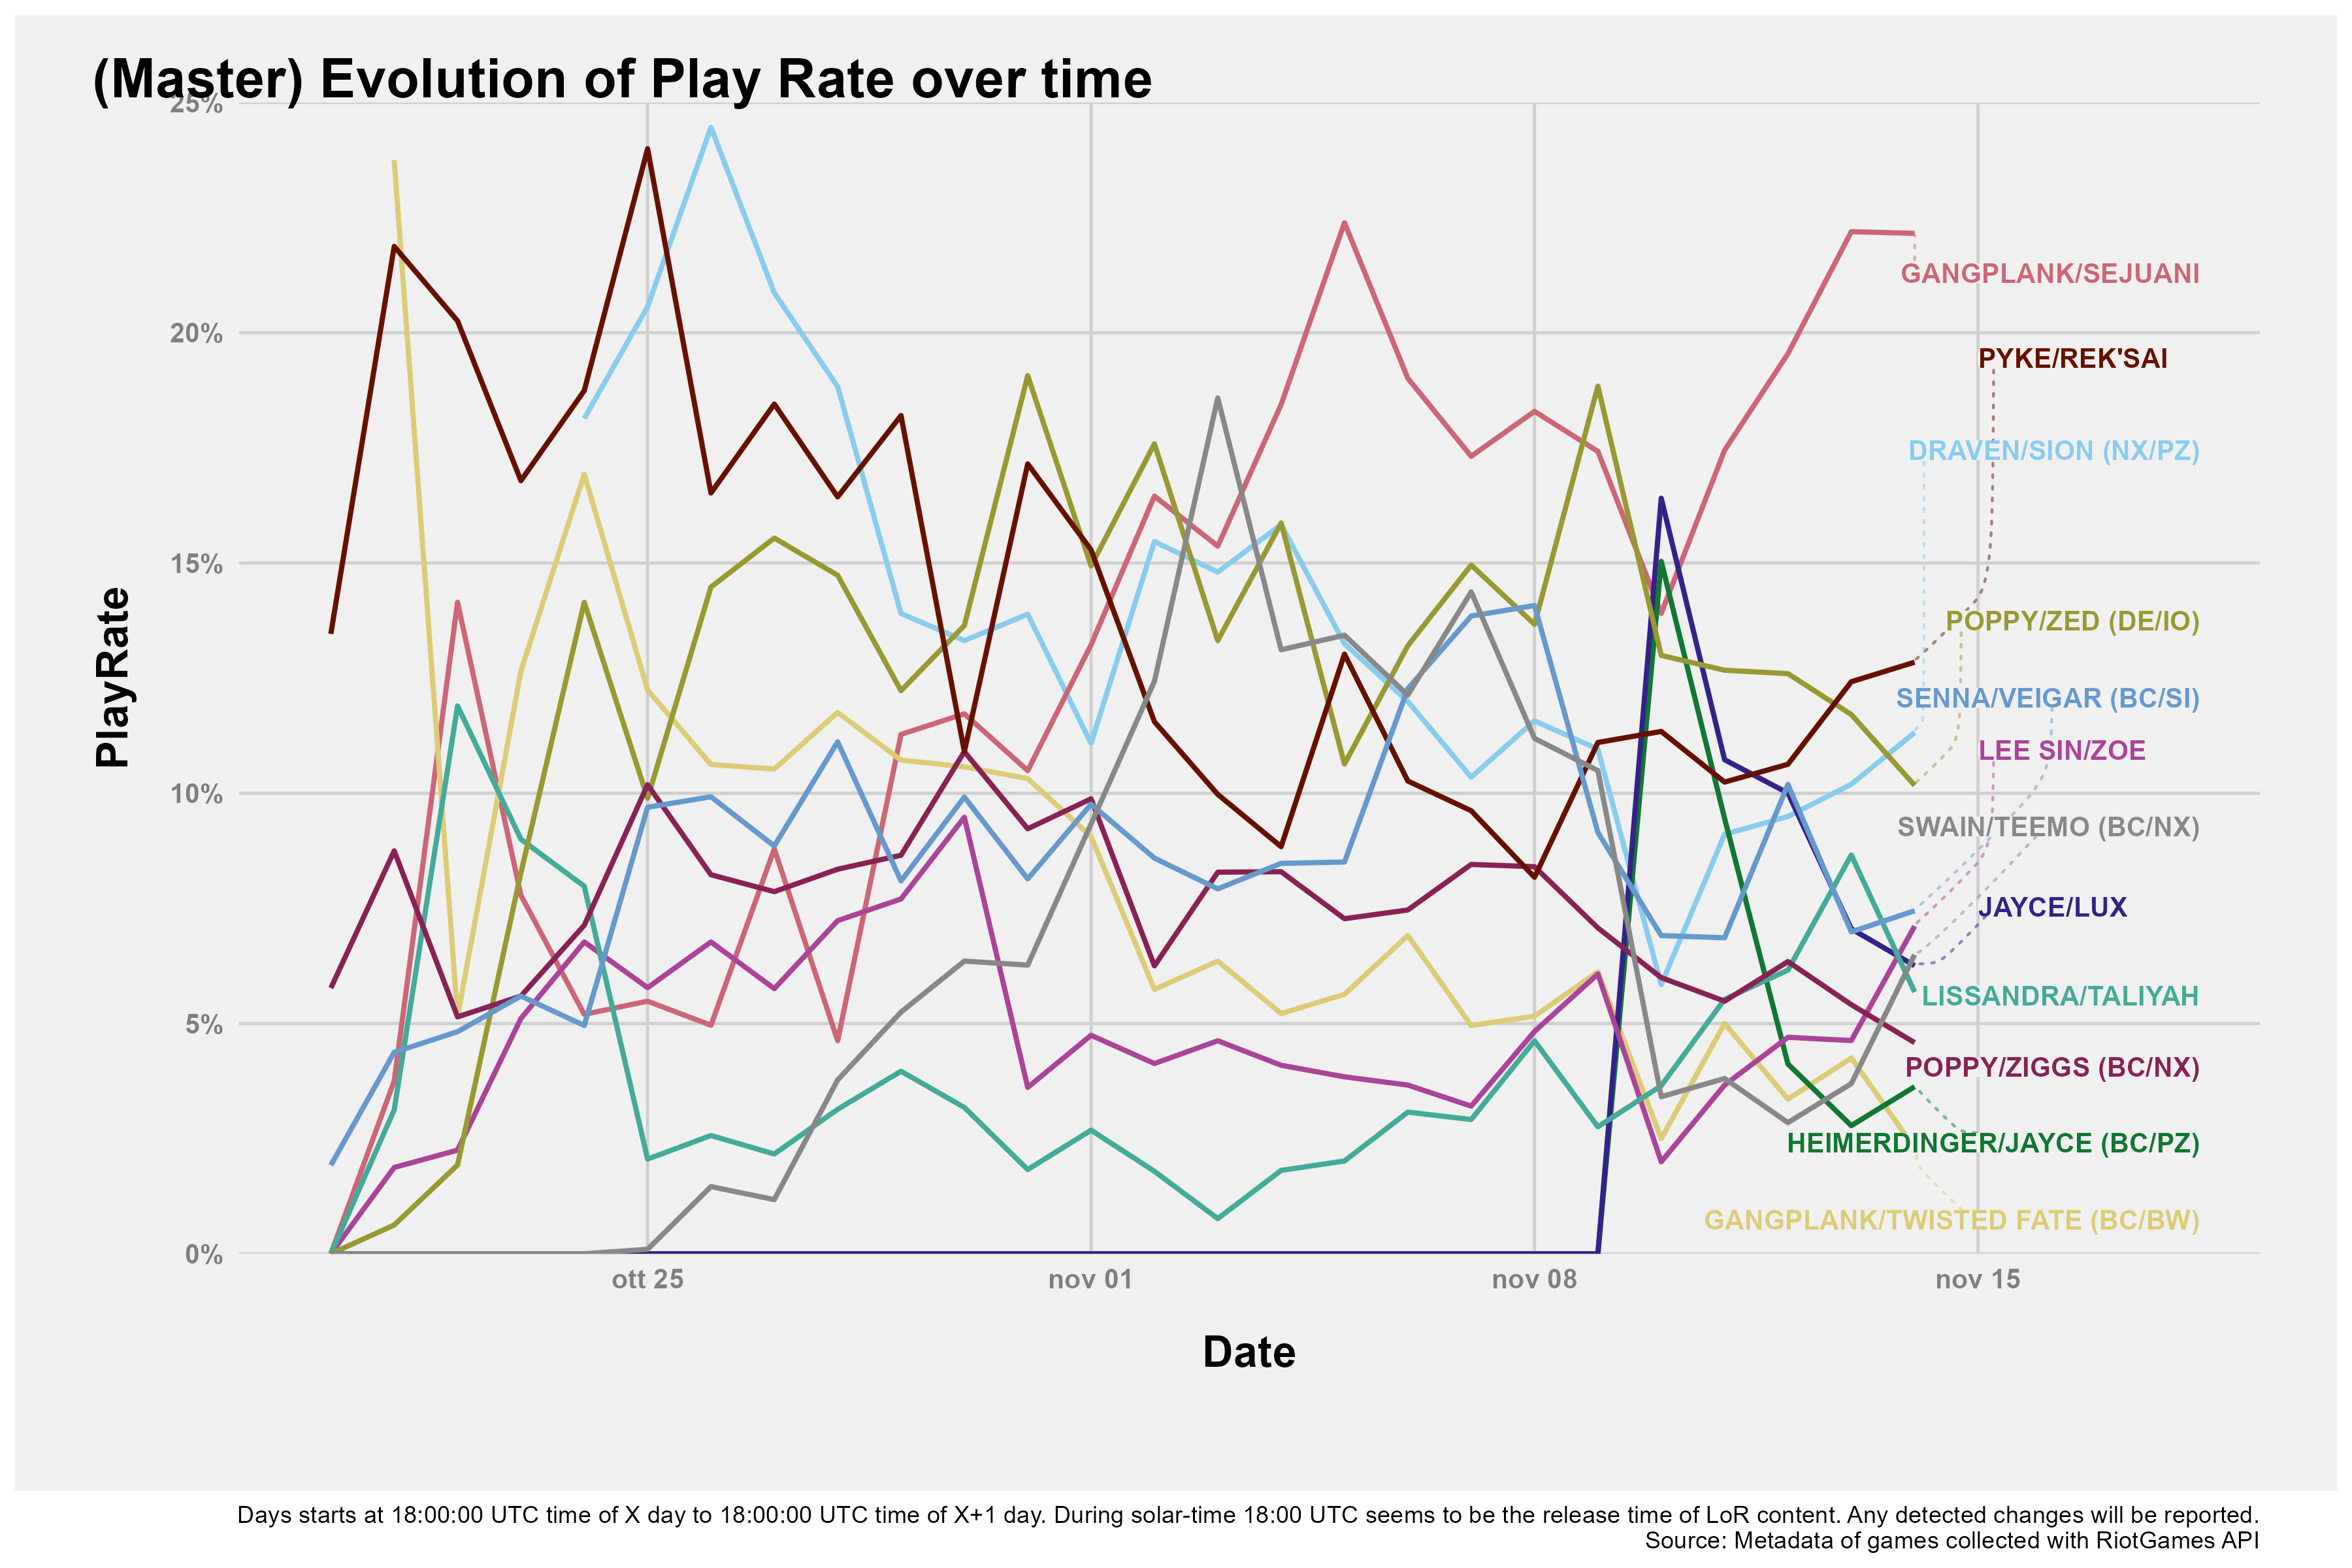 (Master) Evolution of Play Rate over time
25%
20%
15%
10%
5%
0%
PlayRate
GANGPLANK/SEJUANI
PYKE/REK'SAI
DRAVEN/SION (NX/PZ)
POPPY/ZED (DE/IO)
SENNA/VEIGAR (BC/SI)
LEE SIN/ZOE
SWAIN/TEEMO (BC/NX)
JAYCE/LUX
LISSANDRA/TALIYAH
POPPY/ZIGGS (BC/NX)
HEIMERDINGER/JAYCE (BC/PZ)
GANGPLANK/TWISTED FATE (BC/BW)
ott 25
nov 01
nov 08
nov 15
Date
Days starts at 18:00:00 UTC time of X day to 18:00:00 UTC time of X+1 day. During solar-time 18:00 UTC seems to be the release time of LoR content. Any detected changes will be reported.
Source: Metadata of games collected with RiotGames API